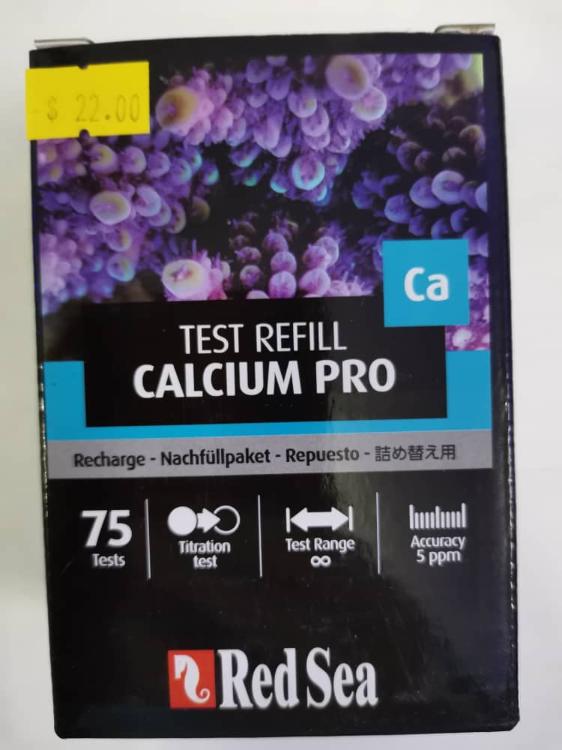 $ 22.00
Ca
TEST REFILL
CALCIUM PRO
Recharge - Nachfüllpaket - Repuesto - 詰め替え用
75
Tests
Titration
test
Test Range
∞
Accuracy
5 ppm
Red Sea